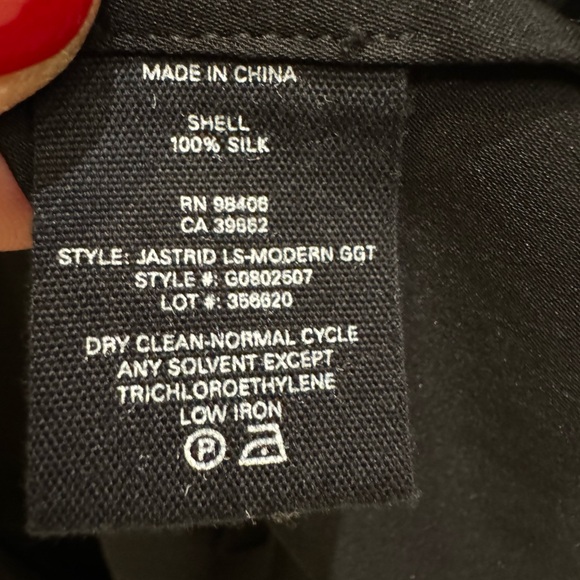 MADE IN CHINA
SHELL
100% SILK
RN 98406
CA 39662
STYLE: JASTRID LS-MODERN GGT
STYLE #: G0802507
LOT #: 356620
DRY CLEAN-NORMAL CYCLE
ANY SOLVENT EXCEPT
TRICHLOROETHYLENE
LOW IRON
P